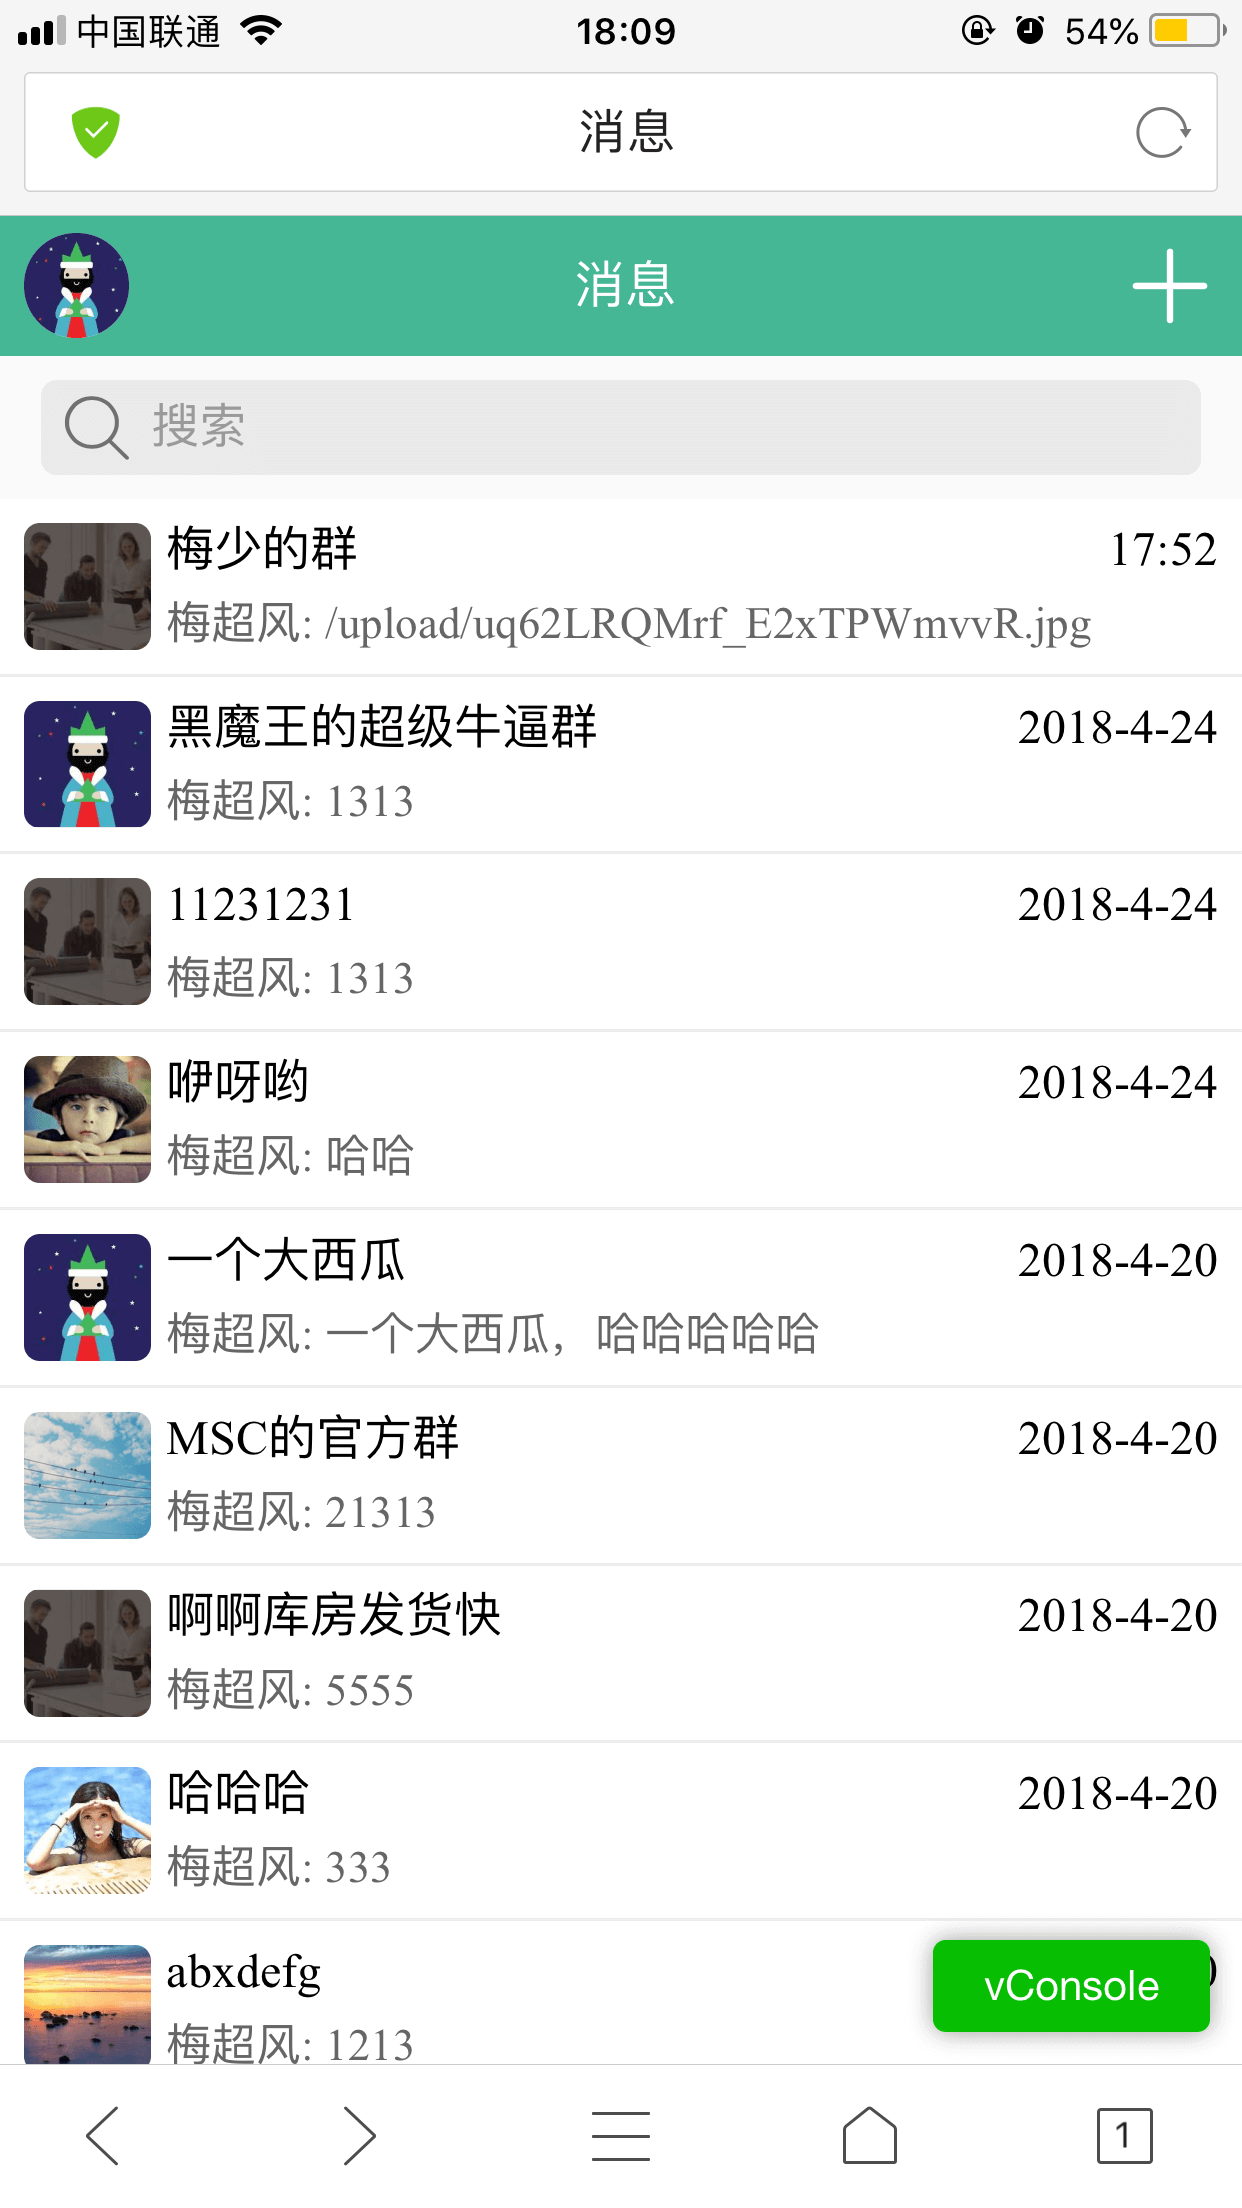 中国联通 18:09 54%
消息
消息
搜索
梅少的群 17:52
梅超风: /upload/uq62LRQMrf_E2xTPWmvvR.jpg
黑魔王的超级牛逼群 2018-4-24
梅超风: 1313
11231231 2018-4-24
梅超风: 1313
咿呀哟 2018-4-24
梅超风: 哈哈
一个大西瓜 2018-4-20
梅超风: 一个大西瓜，哈哈哈哈哈
MSC的官方群 2018-4-20
梅超风: 21313
啊啊库房发货快 2018-4-20
梅超风: 5555
哈哈哈 2018-4-20
梅超风: 333
abxdefg
vConsole
梅超风: 1213
1